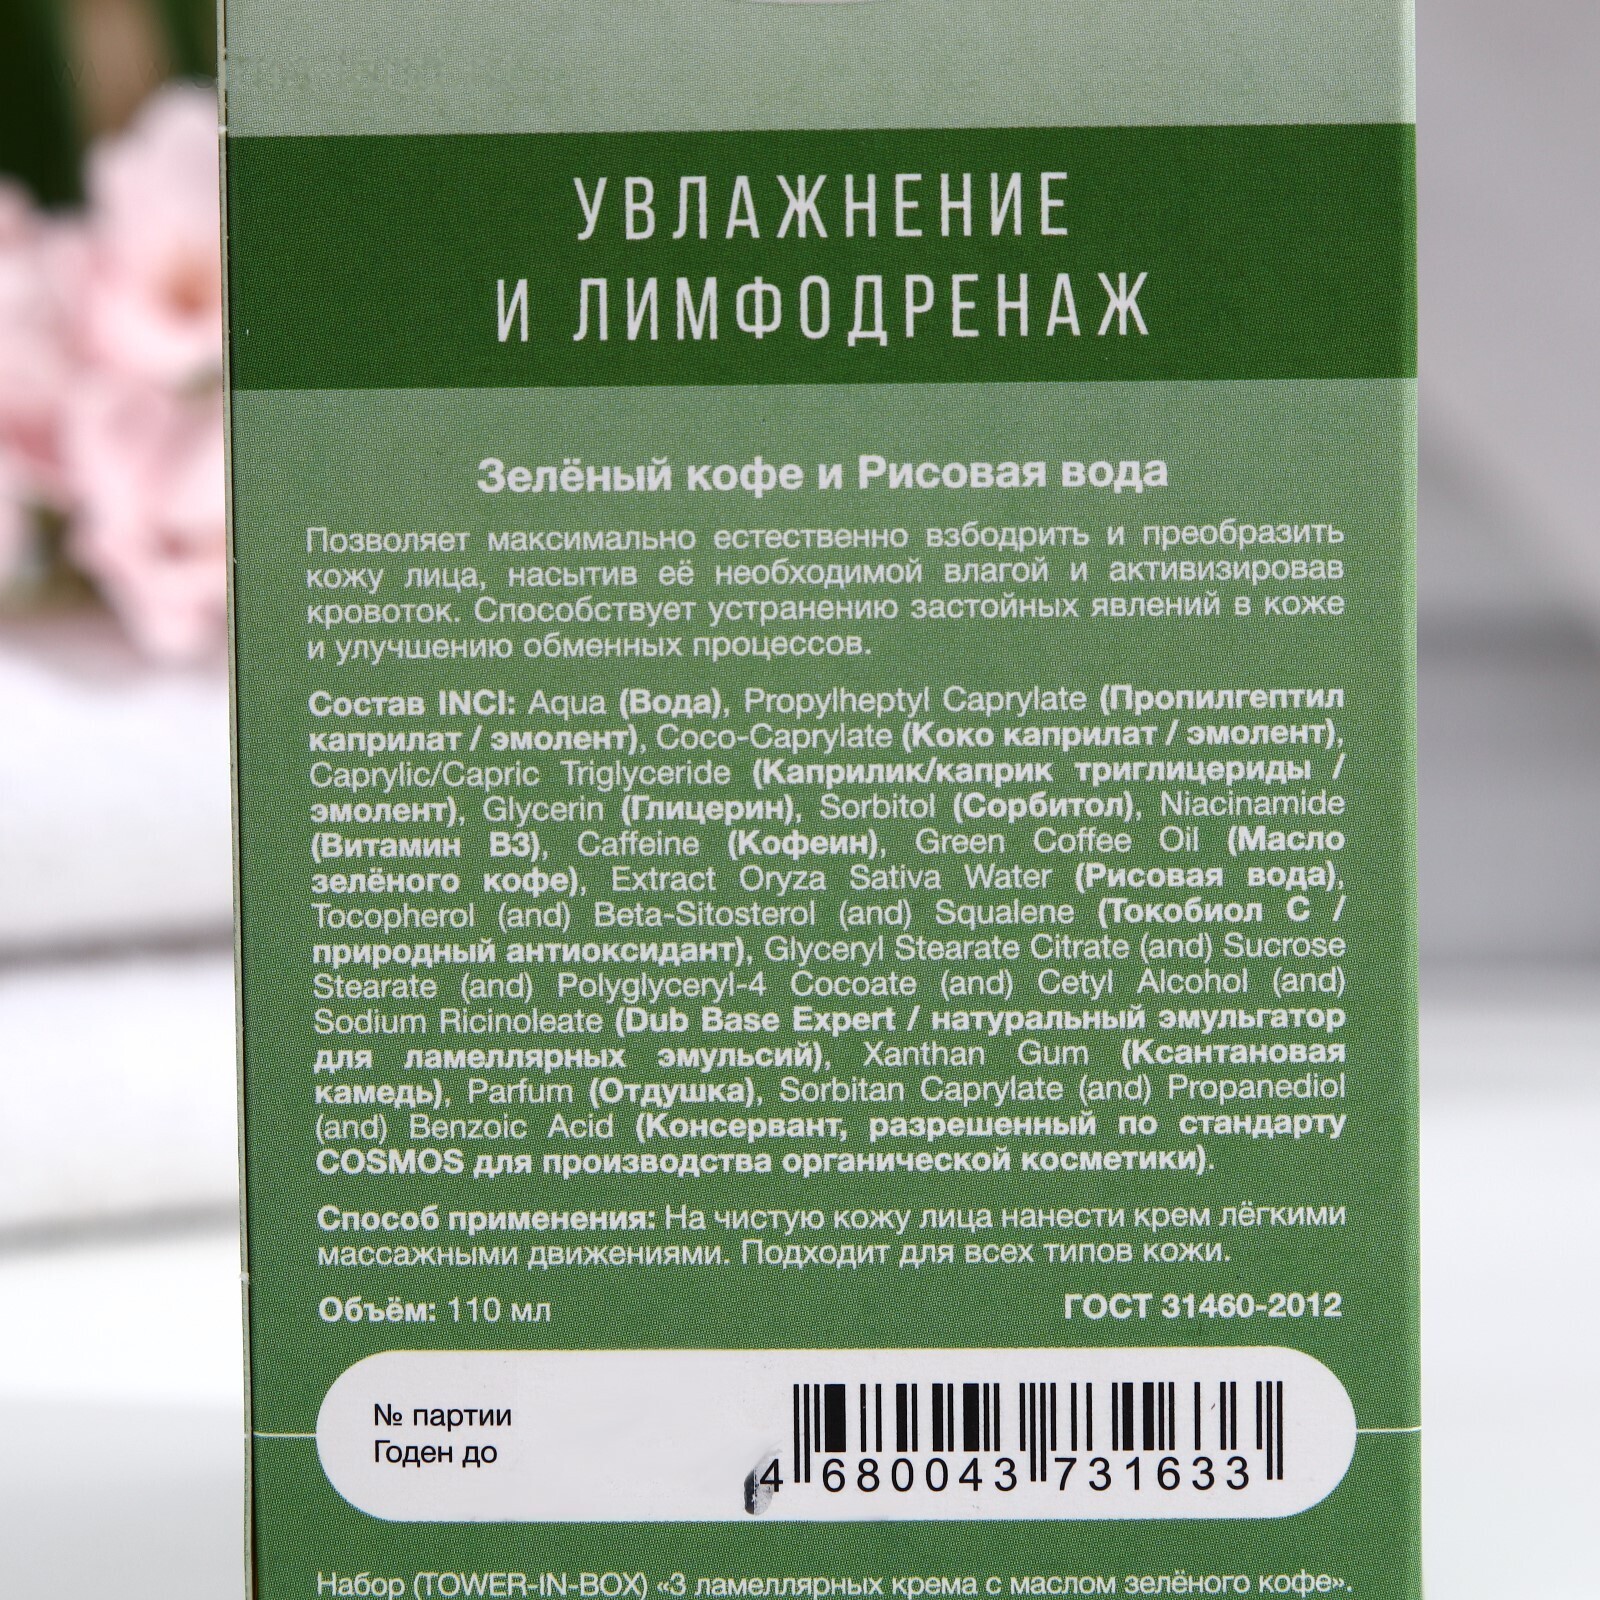 УВЛАЖНЕНИЕ
И ЛИМФОДРЕНАЖ
Зелёный кофе и Рисовая вода
Позволяет максимально естественно взбодрить и преобразить
кожу лица, насытив её необходимой влагой и активизировав
кровоток. Способствует устранению застойных явлений в коже
и улучшению обменных процессов.
Состав INCI: Aqua (Вода), Propylheptyl Caprylate (Пропилгептил
каприлат / эмолент), Coco-Caprylate (Коко каприлат / эмолент),
Caprylic/Capric Triglyceride (Каприлик/каприк триглицериды /
эмолент), Glycerin (Глицерин), Sorbitol (Сорбитол), Niacinamide
(Витамин B3), Caffeine (Кофеин), Green Coffee Oil (Масло
зелёного кофе), Extract Oryza Sativa Water (Рисовая вода),
Tocopherol (and) Beta-Sitosterol (and) Squalene (Токобиол С /
природный антиоксидант), Glyceryl Stearate Citrate (and) Sucrose
Stearate (and) Polyglyceryl-4 Cocoate (and) Cetyl Alcohol (and)
Sodium Ricinoleate (Dub Base Expert / натуральный эмульгатор
для ламеллярных эмульсий), Xanthan Gum (Ксантановая
камедь), Parfum (Отдушка), Sorbitan Caprylate (and) Propanediol
(and) Benzoic Acid (Консервант, разрешенный по стандарту
COSMOS для производства органической косметики).
Способ применения: На чистую кожу лица нанести крем лёгкими
массажными движениями. Подходит для всех типов кожи.
Объём: 110 мл
ГОСТ 31460-2012
№ партии
Годен до
4 680043 731633
Набор (TOWER-IN-BOX) «3 ламеллярных крема с маслом зелёного кофе».